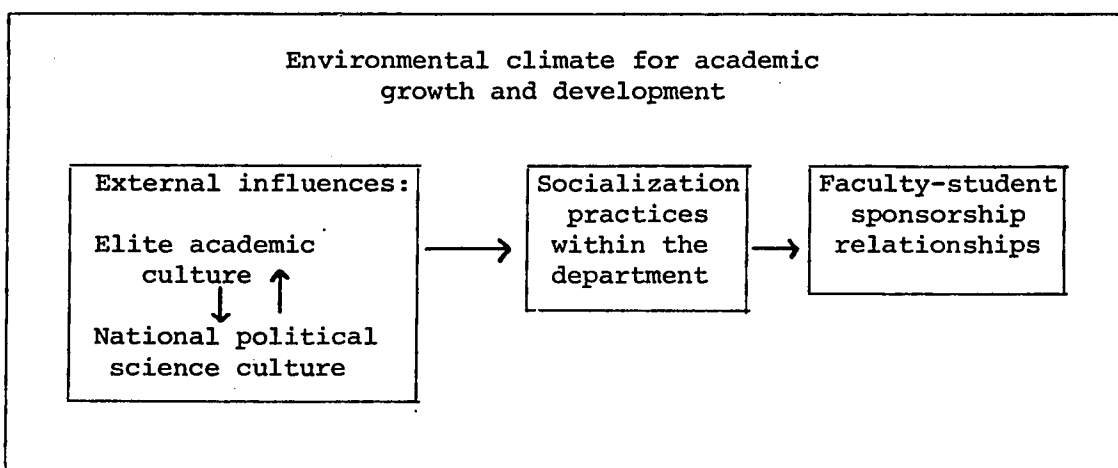 Environmental climate for academic
growth and development
External influences:
Elite academic
culture
National political
science culture
Socialization
practices
within the
department
Faculty-student
sponsorship
relationships